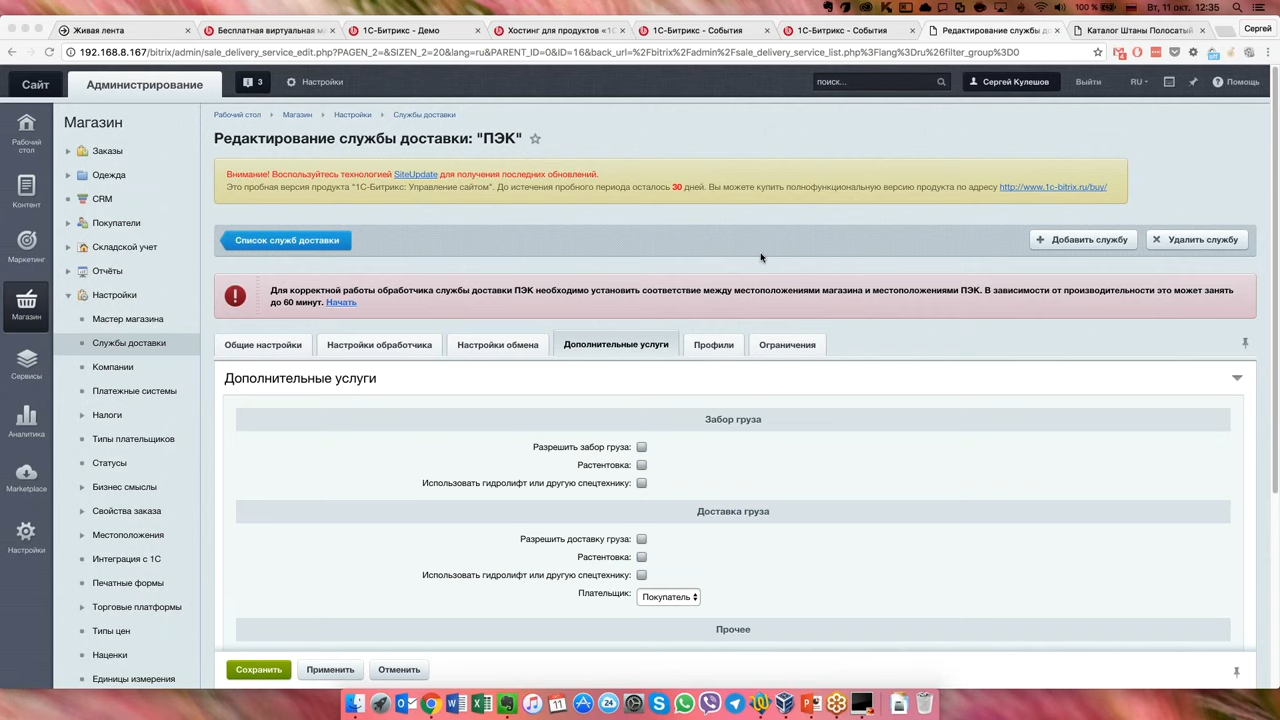 100 %
Вт, 11 окт. 12:35
Живая лента
Бесплатная виртуальная м
1С-Битрикс - Демо
Хостинг для продуктов «1С
1С-Битрикс - События
1С-Битрикс - События
Редактирование службы до
Каталог Штаны Полосатый
Сергей
192.168.8.167/bitrix/admin/sale_delivery_service_edit.php?PAGEN_2=&SIZEN_2=20&lang=ru&PARENT_ID=0&ID=16&back_url=%2Fbitrix%2Fadmin%2Fsale_delivery_service_list.php%3Flang%3Dru%26filter_group%3D0
Сайт
Администрирование
3
Настройки
поиск...
Сергей Кулешов
Выйти
RU
Помощь
Рабочий стол
Контент
Маркетинг
Магазин
Сервисы
Аналитика
Marketplace
Настройки
Магазин
Заказы
Одежда
CRM
Покупатели
Складской учет
Отчёты
Настройки
Мастер магазина
Службы доставки
Компании
Платежные системы
Налоги
Типы плательщиков
Статусы
Бизнес смыслы
Свойства заказа
Местоположения
Интеграция с 1С
Печатные формы
Торговые платформы
Типы цен
Наценки
Единицы измерения
Рабочий стол Магазин Настройки Службы доставки
Редактирование службы доставки: "ПЭК"
Внимание! Воспользуйтесь технологией SiteUpdate для получения последних обновлений.
Это пробная версия продукта "1С-Битрикс: Управление сайтом". До истечения пробного периода осталось 30 дней. Вы можете купить полнофункциональную версию продукта по адресу http://www.1c-bitrix.ru/buy/
Список служб доставки
Добавить службу
Удалить службу
Для корректной работы обработчика службы доставки ПЭК необходимо установить соответствие между местоположениями магазина и местоположениями ПЭК. В зависимости от производительности это может занять
до 60 минут. Начать
Общие настройки
Настройки обработчика
Настройки обмена
Дополнительные услуги
Профили
Ограничения
Дополнительные услуги
Забор груза
Разрешить забор груза:
Растентовка:
Использовать гидролифт или другую спецтехнику:
Доставка груза
Разрешить доставку груза:
Растентовка:
Использовать гидролифт или другую спецтехнику:
Плательщик: Покупатель
Прочее
Сохранить
Применить
Отменить
11
24